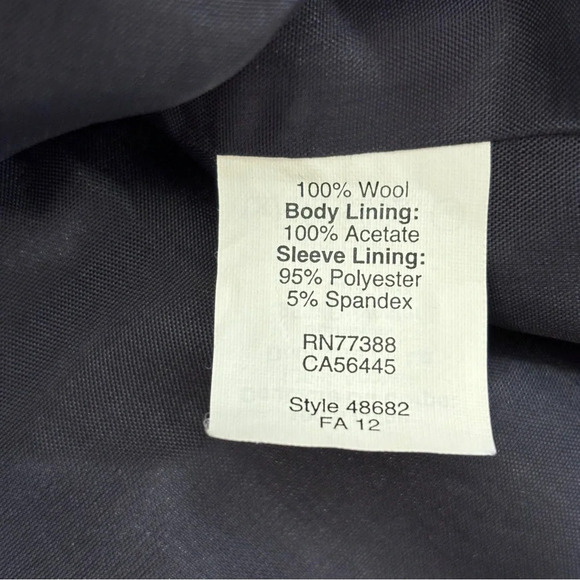 100% Wool
Body Lining:
100% Acetate
Sleeve Lining:
95% Polyester
5% Spandex
RN77388
CA56445
Style 48682
FA 12